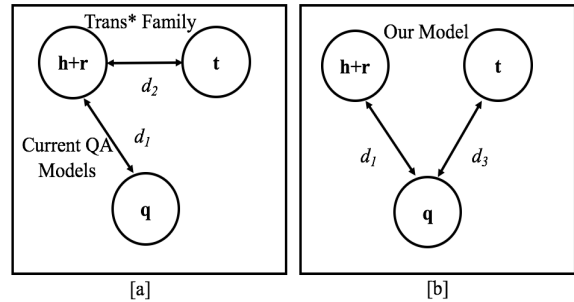 Trans* Family
h+r
t
d2
Current QA
Models
d1
q
[a]
Our Model
h+r
t
d1
d3
q
[b]